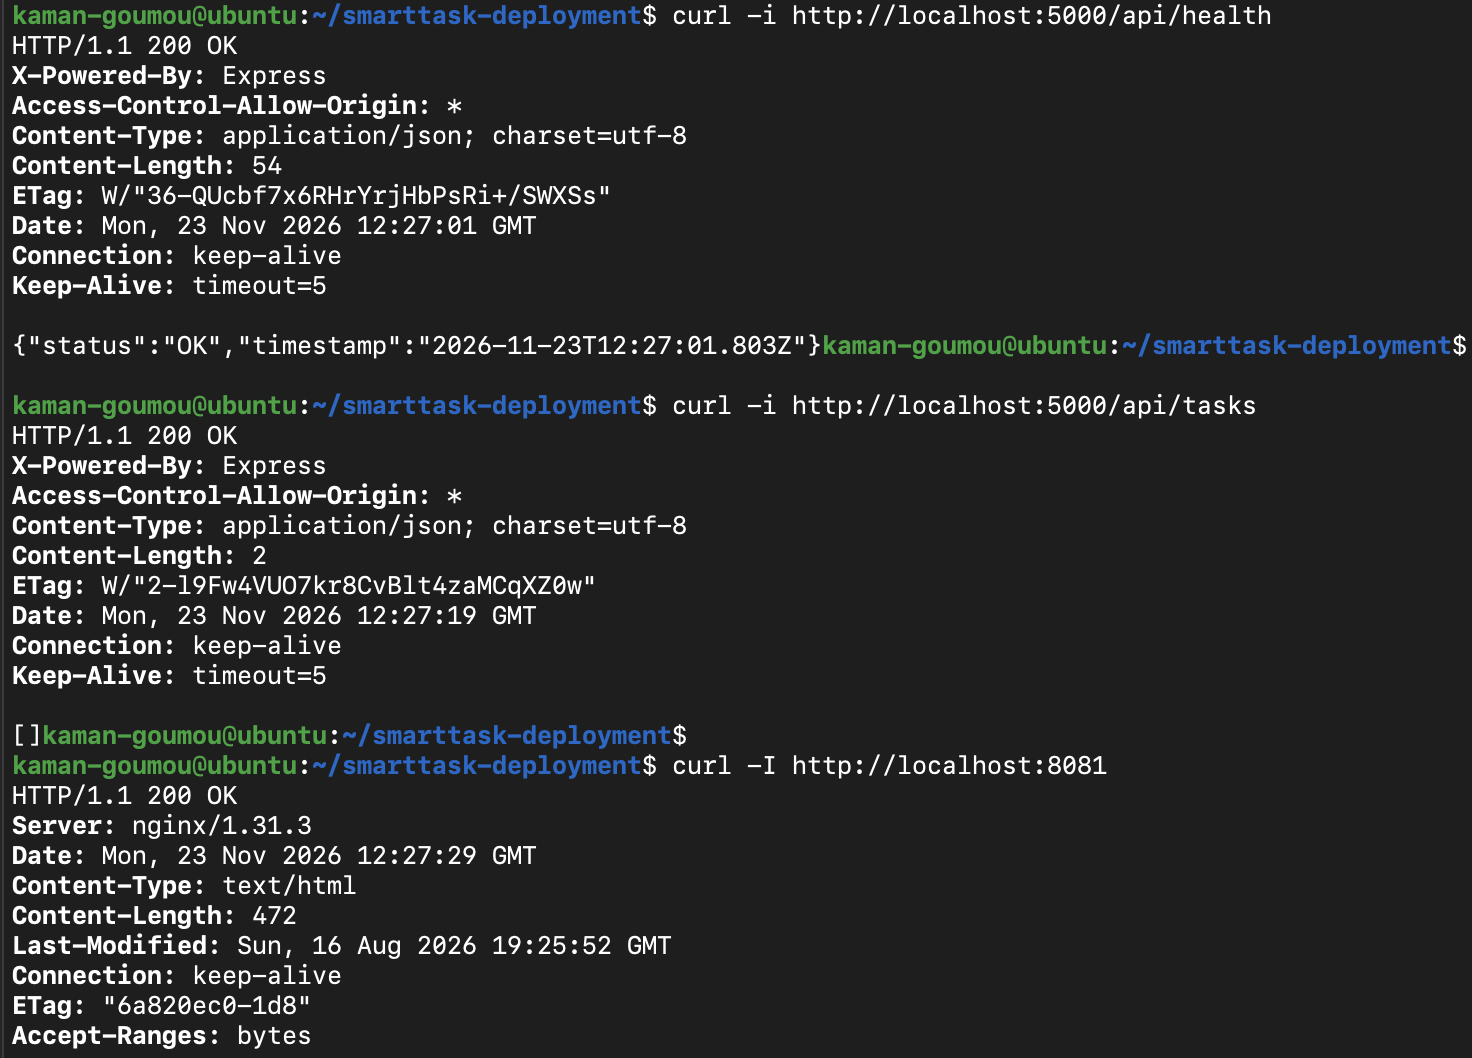 kaman-goumou@ubuntu:~/smarttask-deployment$ curl -i http://localhost:5000/api/health
HTTP/1.1 200 OK
X-Powered-By: Express
Access-Control-Allow-Origin: *
Content-Type: application/json; charset=utf-8
Content-Length: 54
ETag: W/"36-QUcbf7x6RHrYrjHbPsRi+/SWXSs"
Date: Mon, 23 Nov 2026 12:27:01 GMT
Connection: keep-alive
Keep-Alive: timeout=5

{"status":"OK","timestamp":"2026-11-23T12:27:01.803Z"}kaman-goumou@ubuntu:~/smarttask-deployment$

kaman-goumou@ubuntu:~/smarttask-deployment$ curl -i http://localhost:5000/api/tasks
HTTP/1.1 200 OK
X-Powered-By: Express
Access-Control-Allow-Origin: *
Content-Type: application/json; charset=utf-8
Content-Length: 2
ETag: W/"2-l9Fw4VUO7kr8CvBlt4zaMCqXZ0w"
Date: Mon, 23 Nov 2026 12:27:19 GMT
Connection: keep-alive
Keep-Alive: timeout=5

[]kaman-goumou@ubuntu:~/smarttask-deployment$
kaman-goumou@ubuntu:~/smarttask-deployment$ curl -I http://localhost:8081
HTTP/1.1 200 OK
Server: nginx/1.31.3
Date: Mon, 23 Nov 2026 12:27:29 GMT
Content-Type: text/html
Content-Length: 472
Last-Modified: Sun, 16 Aug 2026 19:25:52 GMT
Connection: keep-alive
ETag: "6a820ec0-1d8"
Accept-Ranges: bytes